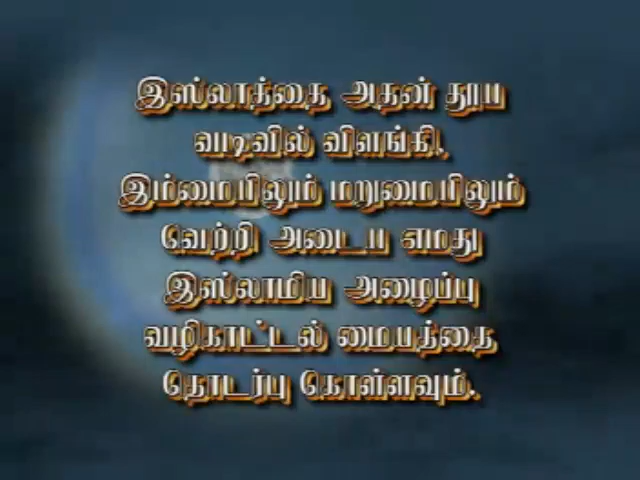 இஸ்லாத்தை அதன் தூய
வடிவில் விளங்கி,
இம்மையிலும் மறுமையிலும்
வெற்றி அடைய எமது
இஸ்லாமிய அழைப்பு
வழிகாட்டல் மையத்தை
தொடர்பு கொள்ளவும்.